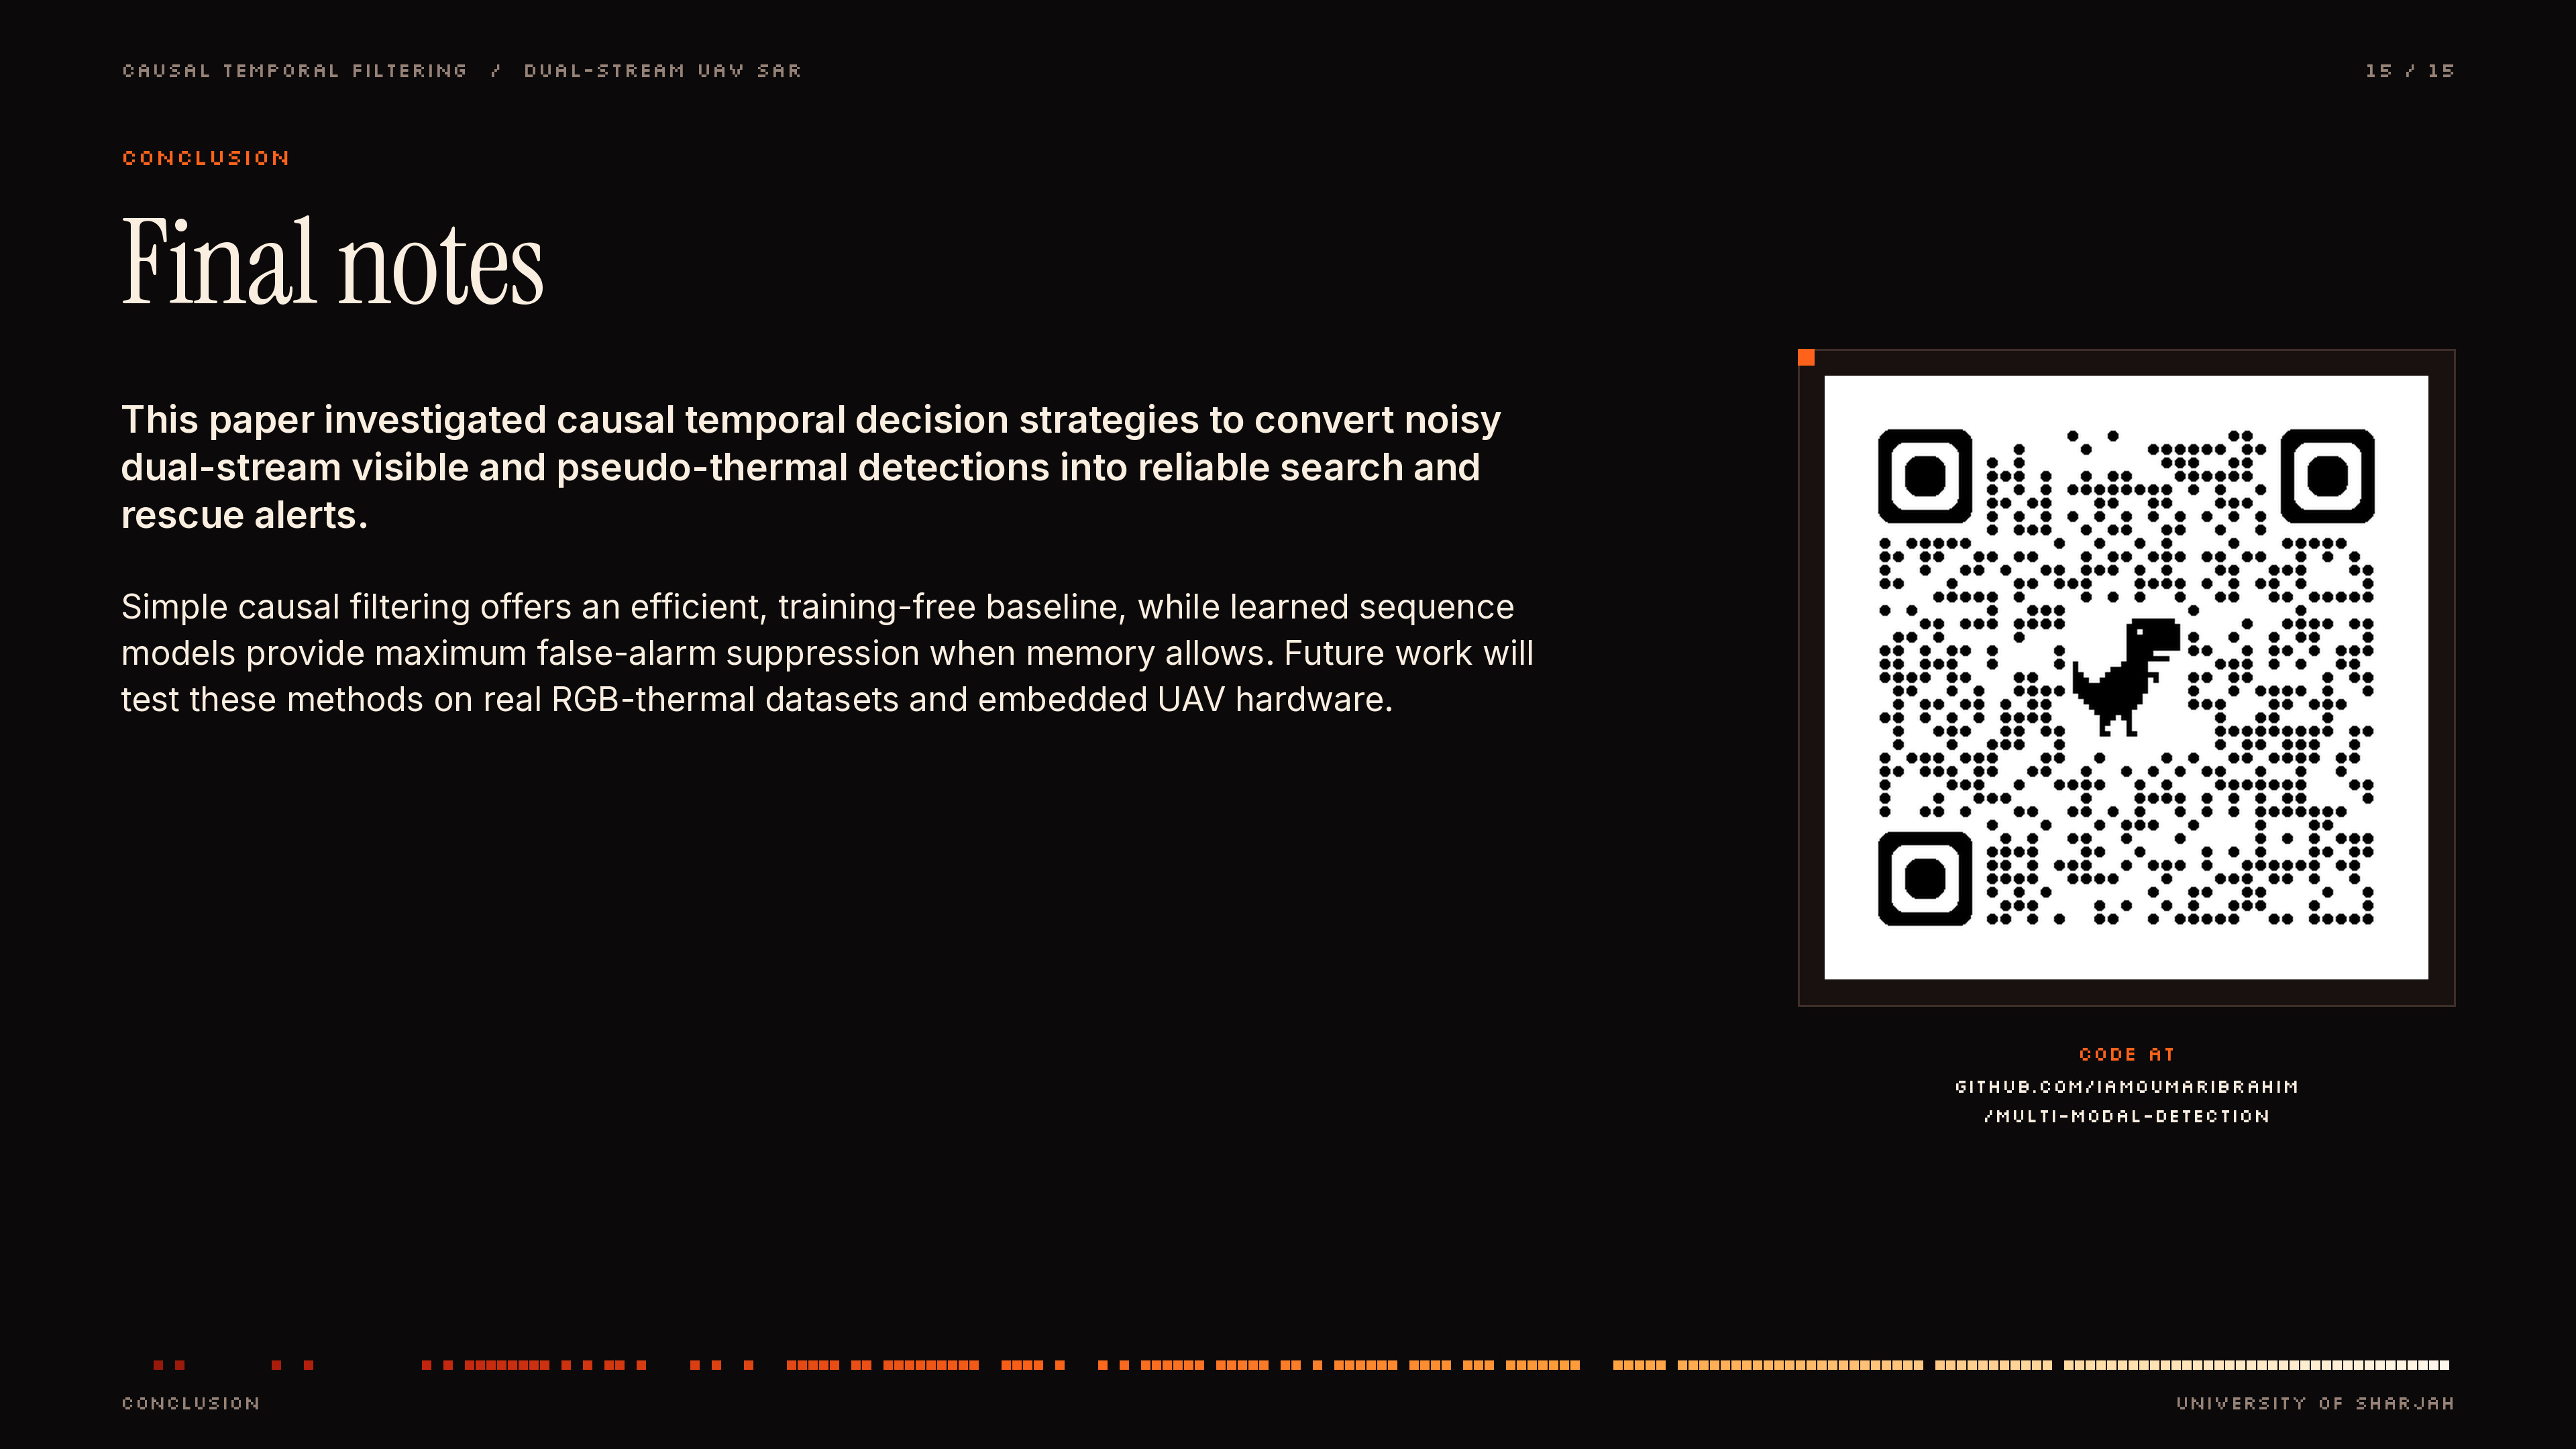 CAUSAL TEMPORAL FILTERING / DUAL-STREAM UAV SAR
15 / 15
CONCLUSION
Final notes
This paper investigated causal temporal decision strategies to convert noisy
dual-stream visible and pseudo-thermal detections into reliable search and
rescue alerts.
Simple causal filtering offers an efficient, training-free baseline, while learned sequence
models provide maximum false-alarm suppression when memory allows. Future work will
test these methods on real RGB-thermal datasets and embedded UAV hardware.
CODE AT
GITHUB.COM/IAMOUMARIBRAHIM
/MULTI-MODAL-DETECTION
CONCLUSION
UNIVERSITY OF SHARJAH